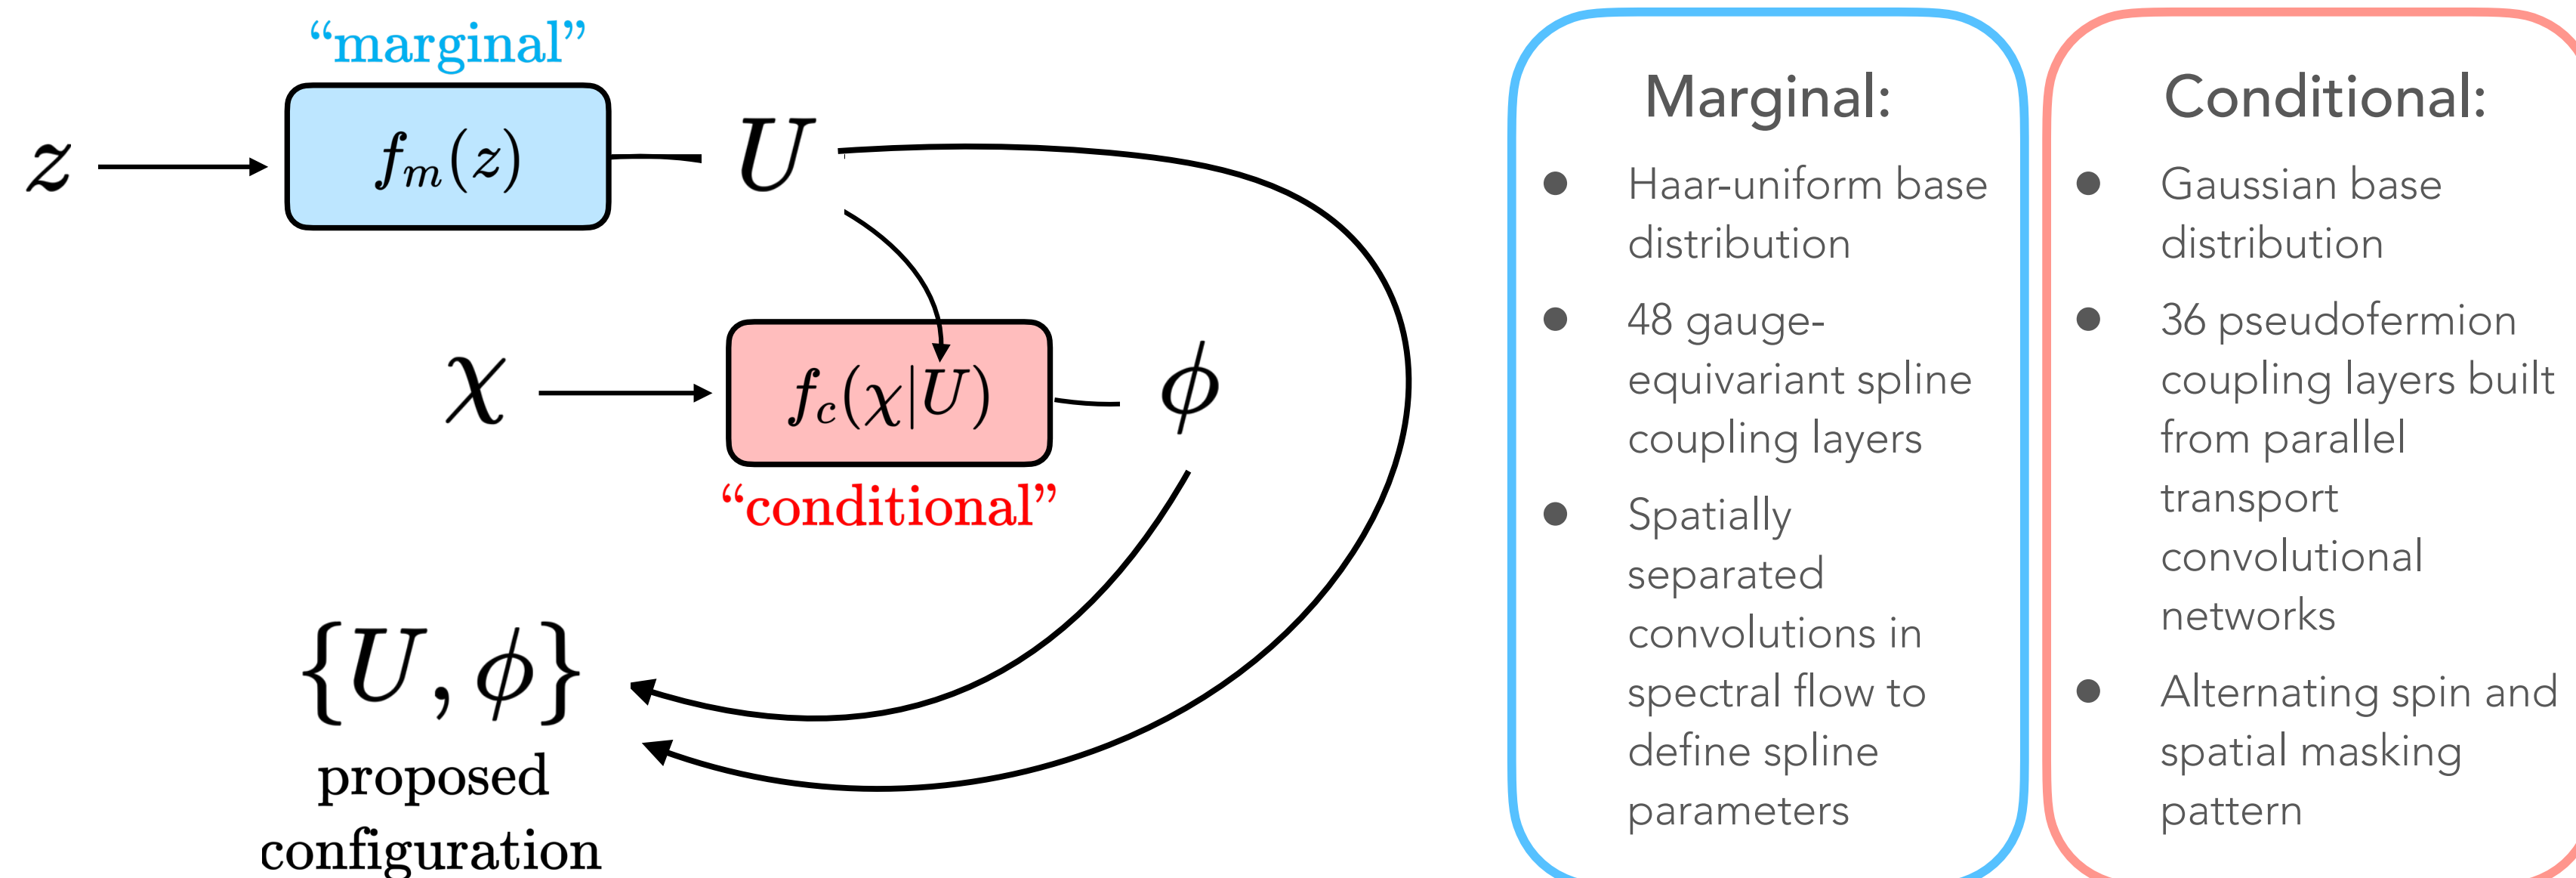 “marginal”
z
f_m(z)
U
χ
f_c(χ|U)
ϕ
“conditional”
{U, ϕ}
proposed
configuration
Marginal:
● Haar-uniform base
distribution
● 48 gauge-
equivariant spline
coupling layers
● Spatially
separated
convolutions in
spectral flow to
define spline
parameters
Conditional:
● Gaussian base
distribution
● 36 pseudofermion
coupling layers built
from parallel
transport
convolutional
networks
● Alternating spin and
spatial masking
pattern